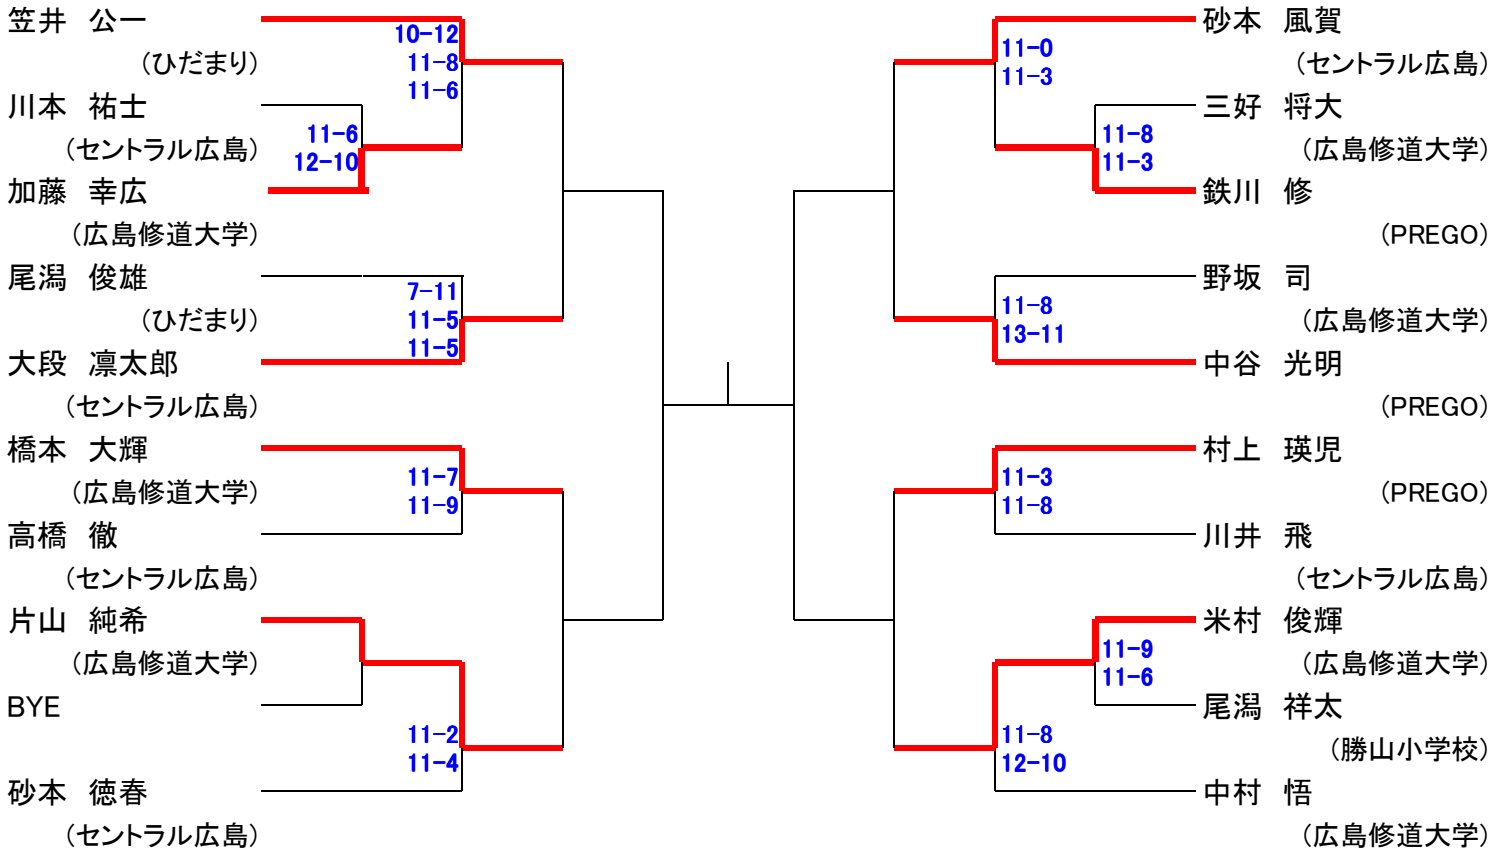 笠井　公一
(ひだまり)
川本　祐士
(セントラル広島)
加藤　幸広
(広島修道大学)
尾潟　俊雄
(ひだまり)
大段　凛太郎
(セントラル広島)
橋本　大輝
(広島修道大学)
高橋　徹
(セントラル広島)
片山　純希
(広島修道大学)
BYE
砂本　徳春
(セントラル広島)
10-12
11-8
11-6
11-6
12-10
7-11
11-5
11-5
11-7
11-9
11-2
11-4
11-0
11-3
11-8
11-3
11-8
13-11
11-3
11-8
11-9
11-6
11-8
12-10
砂本　風賀
(セントラル広島)
三好　将大
(広島修道大学)
鉄川　修
(PREGO)
野坂　司
(広島修道大学)
中谷　光明
(PREGO)
村上　瑛児
(PREGO)
川井　飛
(セントラル広島)
米村　俊輝
(広島修道大学)
尾潟　祥太
(勝山小学校)
中村　悟
(広島修道大学)